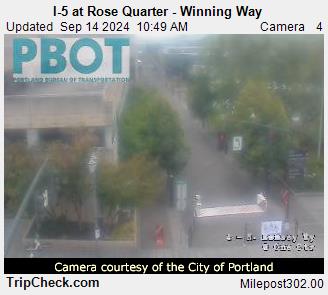 I-5 at Rose Quarter - Winning Way
Updated Sep 14 2024 10:49 AM Camera 4
PBOT
PORTLAND BUREAU OF TRANSPORTATION
Camera courtesy of the City of Portland
TripCheck.com Milepost302.00